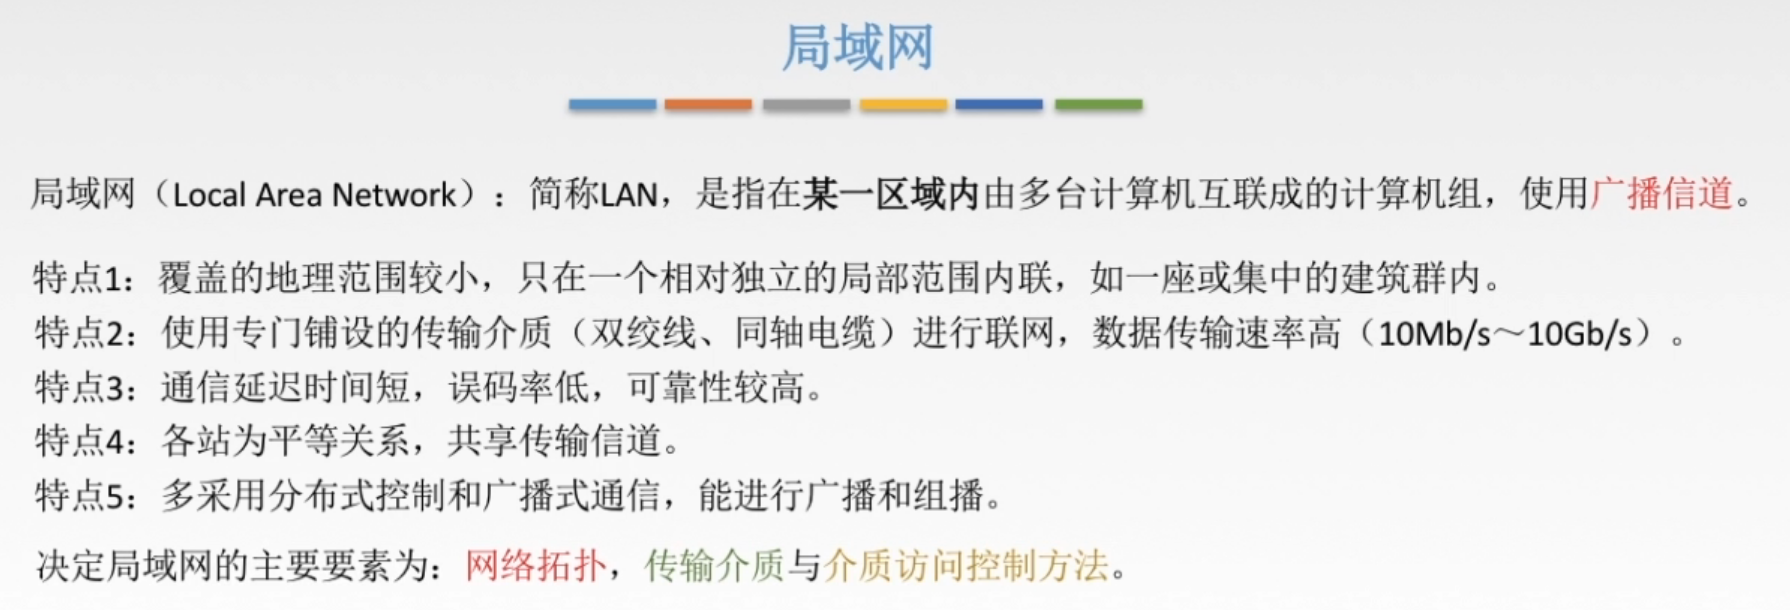 局域网
局域网（Local Area Network）：简称LAN，是指在某一区域内由多台计算机互联成的计算机组，使用广播信道。
特点1：覆盖的地理范围较小，只在一个相对独立的局部范围内联，如一座或集中的建筑群内。
特点2：使用专门铺设的传输介质（双绞线、同轴电缆）进行联网，数据传输速率高（10Mb/s～10Gb/s）。
特点3：通信延迟时间短，误码率低，可靠性较高。
特点4：各站为平等关系，共享传输信道。
特点5：多采用分布式控制和广播式通信，能进行广播和组播。
决定局域网的主要要素为：网络拓扑，传输介质与介质访问控制方法。